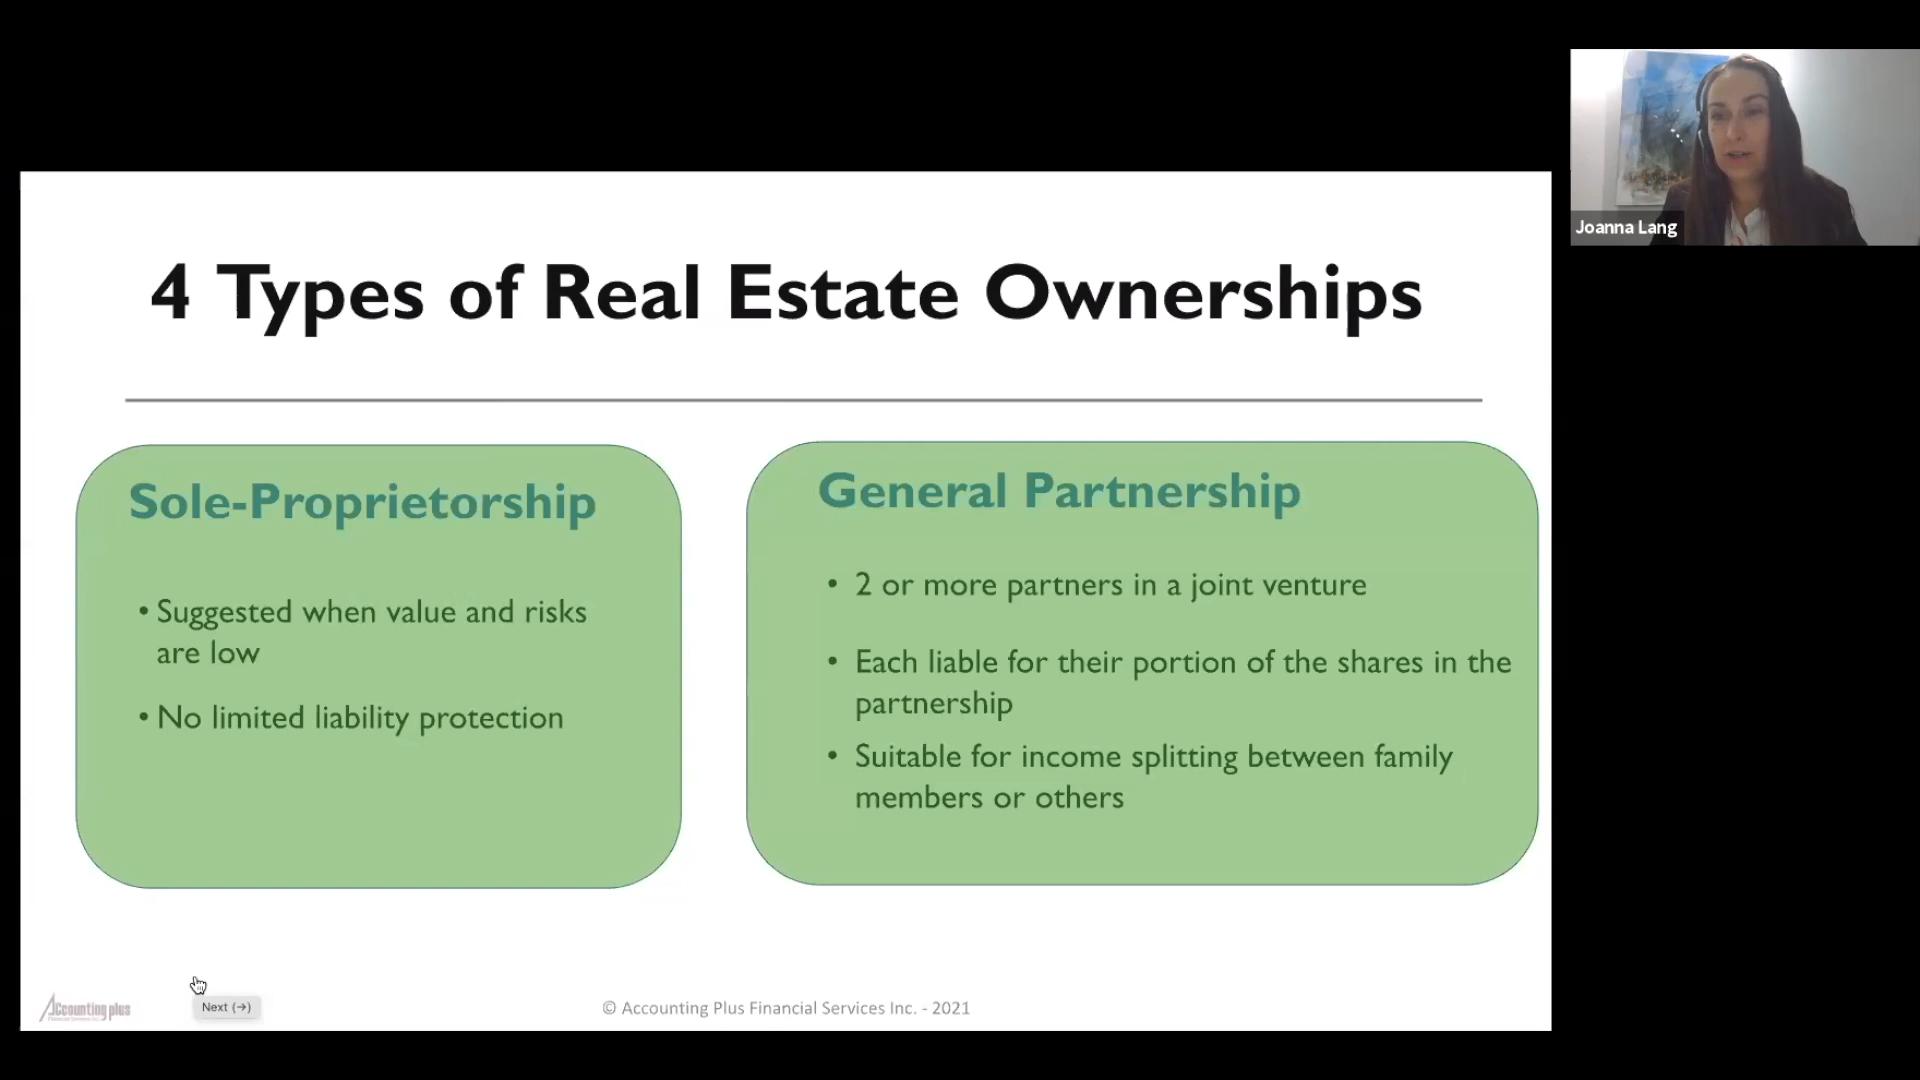 Joanna Lang
4 Types of Real Estate Ownerships
Sole-Proprietorship
• Suggested when value and risks
are low
• No limited liability protection
General Partnership
• 2 or more partners in a joint venture
• Each liable for their portion of the shares in the
partnership
• Suitable for income splitting between family
members or others
Accounting plus
Financial Services Inc.
Next (→)
© Accounting Plus Financial Services Inc. - 2021